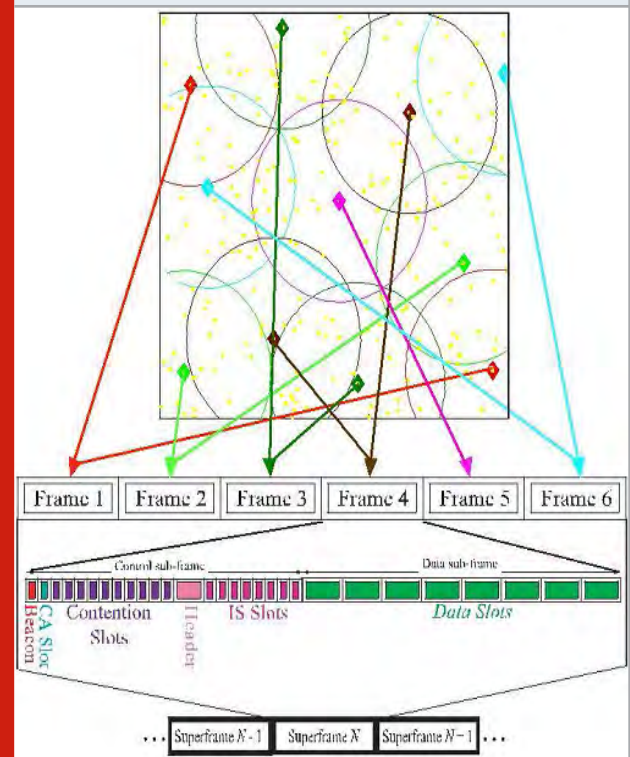 Frame 1 Frame 2 Frame 3 Frame 4 Frame 5 Frame 6
Control sub-frame Data sub-frame
Beacon
CA Slot
Contention
Slots
Header
IS Slots
Data Slots
... Superframe N - 1 Superframe N Superframe N − 1 ...